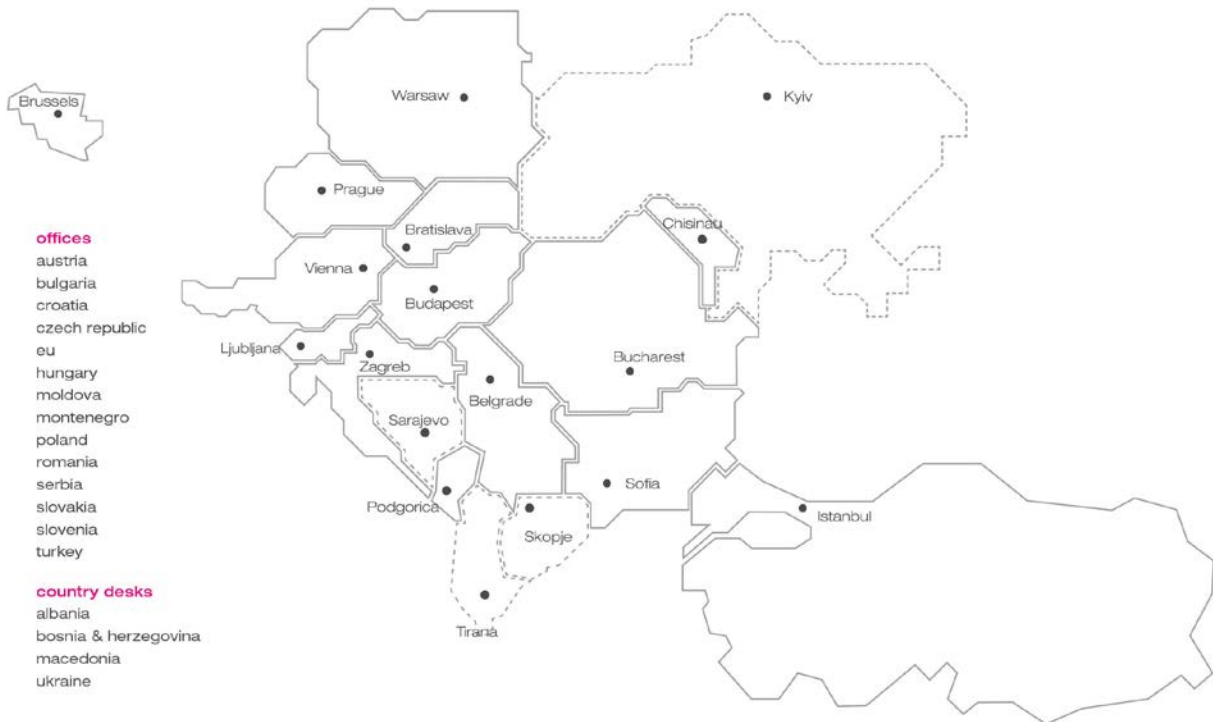 Warsaw
Kyiv
Brussels
Prague
Chisinau
Bratislava
Vienna
Budapest
Ljubljana
Zagreb
Bucharest
Belgrade
Sarajevo
Sofia
Podgorica
Istanbul
Skopje
Tirana
offices
austria
bulgaria
croatia
czech republic
eu
hungary
moldova
montenegro
poland
romania
serbia
slovakia
slovenia
turkey
country desks
albania
bosnia & herzegovina
macedonia
ukraine